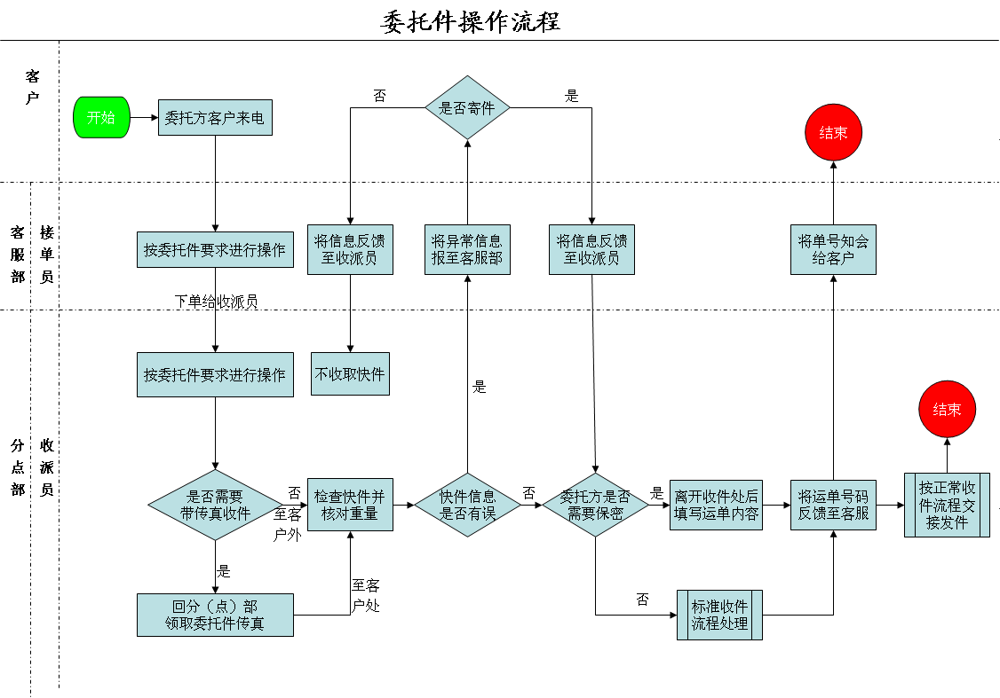 委托件操作流程
客
户
开始
委托方客户来电
否
是否寄件
是
结束
客
服
部
接
单
员
按委托件要求进行操作
将信息反馈
至收派员
将异常信息
报至客服部
将信息反馈
至收派员
将单号知会
给客户
下单给收派员
分
点
部
收
派
员
按委托件要求进行操作
不收取快件
是
结束
是否需要
带传真收件
否
至客
户外
检查快件并
核对重量
快件信息
是否有误
否
委托方是否
需要保密
是
离开收件处后
填写运单内容
将运单号码
反馈至客服
按正常收
件流程交
接发件
是
回分（点）部
领取委托件传真
至客
户处
否
标准收件
流程处理